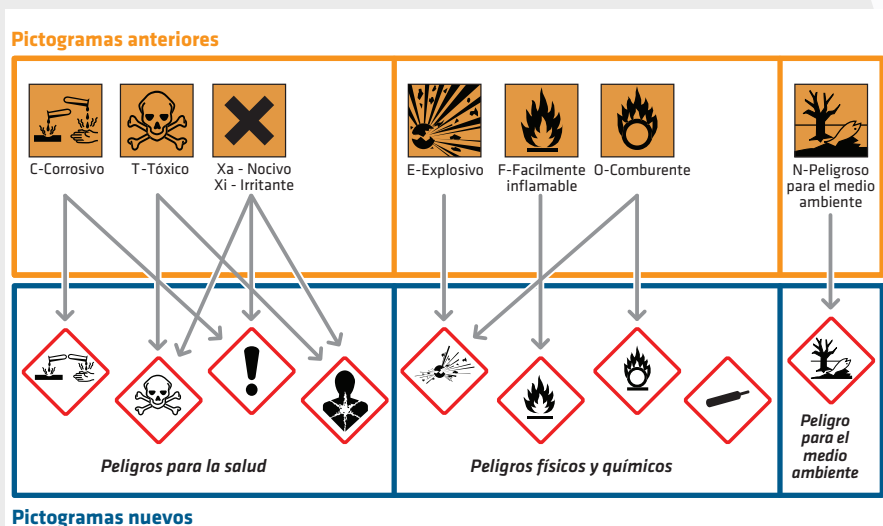 Pictogramas anteriores
C-Corrosivo
T-Tóxico
Xa - Nocivo
Xi - Irritante
E-Explosivo
F-Facilmente
inflamable
O-Comburente
N-Peligroso
para el medio
ambiente
Peligros para la salud
Peligros físicos y químicos
Peligro
para el
medio
ambiente
Pictogramas nuevos